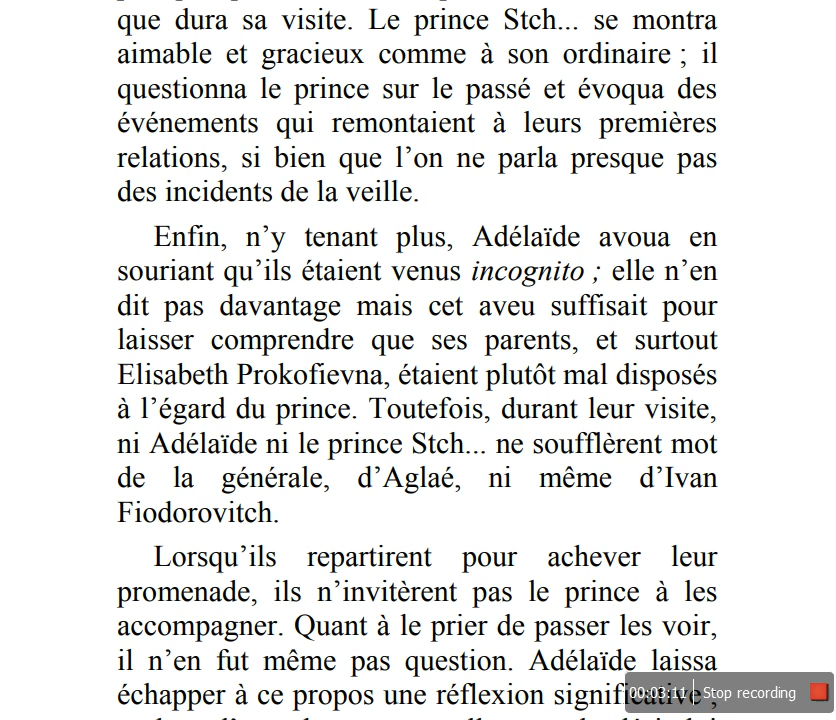 que dura sa visite. Le prince Stch... se montra
aimable et gracieux comme à son ordinaire ; il
questionna le prince sur le passé et évoqua des
événements qui remontaient à leurs premières
relations, si bien que l’on ne parla presque pas
des incidents de la veille.
Enfin, n’y tenant plus, Adélaïde avoua en
souriant qu’ils étaient venus incognito ; elle n’en
dit pas davantage mais cet aveu suffisait pour
laisser comprendre que ses parents, et surtout
Elisabeth Prokofievna, étaient plutôt mal disposés
à l’égard du prince. Toutefois, durant leur visite,
ni Adélaïde ni le prince Stch... ne soufflèrent mot
de la générale, d’Aglaé, ni même d’Ivan
Fiodorovitch.
Lorsqu’ils repartirent pour achever leur
promenade, ils n’invitèrent pas le prince à les
accompagner. Quant à le prier de passer les voir,
il n’en fut même pas question. Adélaïde laissa
échapper à ce propos une réflexion significative ;
00:03:11 Stop recording